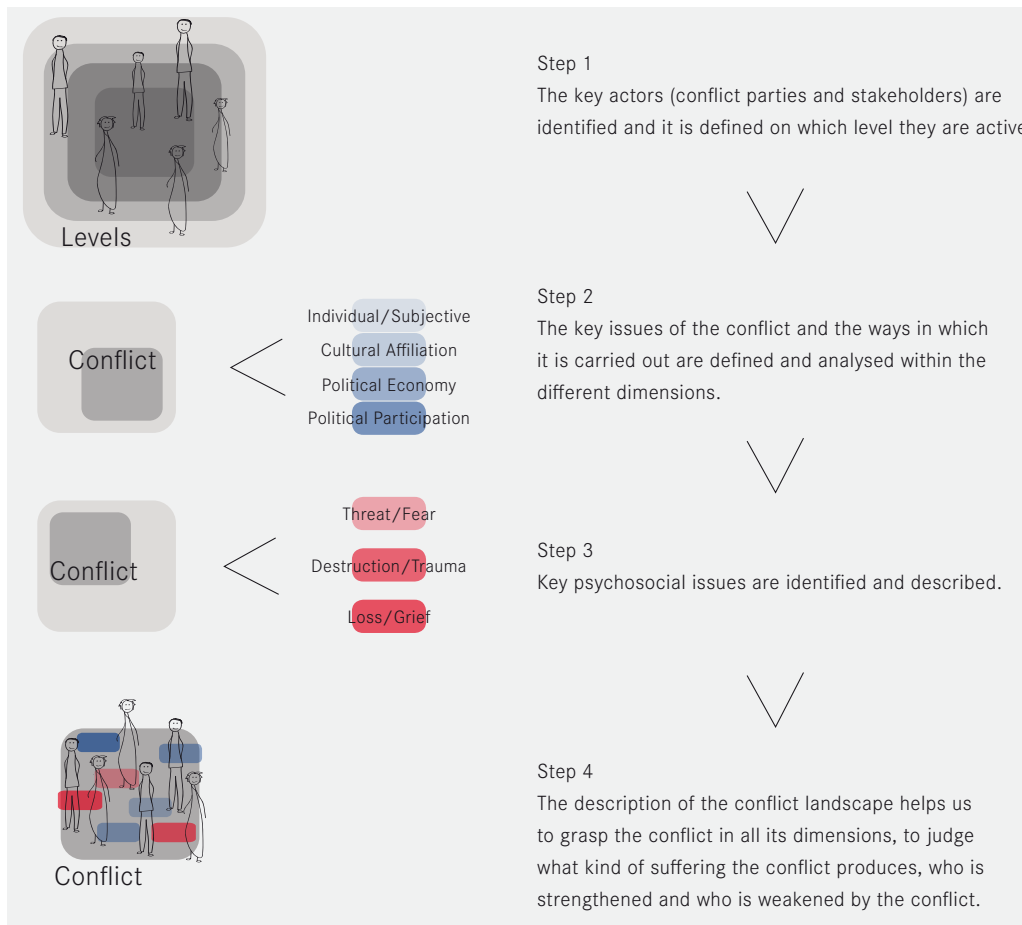 Levels
Step 1
The key actors (conflict parties and stakeholders) are
identified and it is defined on which level they are active
Conflict
Individual/Subjective
Cultural Affiliation
Political Economy
Political Participation
Step 2
The key issues of the conflict and the ways in which
it is carried out are defined and analysed within the
different dimensions.
Conflict
Threat/Fear
Destruction/Trauma
Loss/Grief
Step 3
Key psychosocial issues are identified and described.
Conflict
Step 4
The description of the conflict landscape helps us
to grasp the conflict in all its dimensions, to judge
what kind of suffering the conflict produces, who is
strengthened and who is weakened by the conflict.